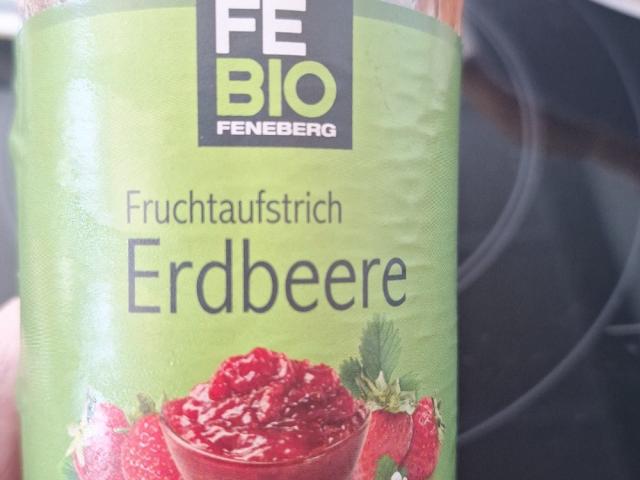 FE
BIO
FENEBERG
Fruchtaufstrich
Erdbeere